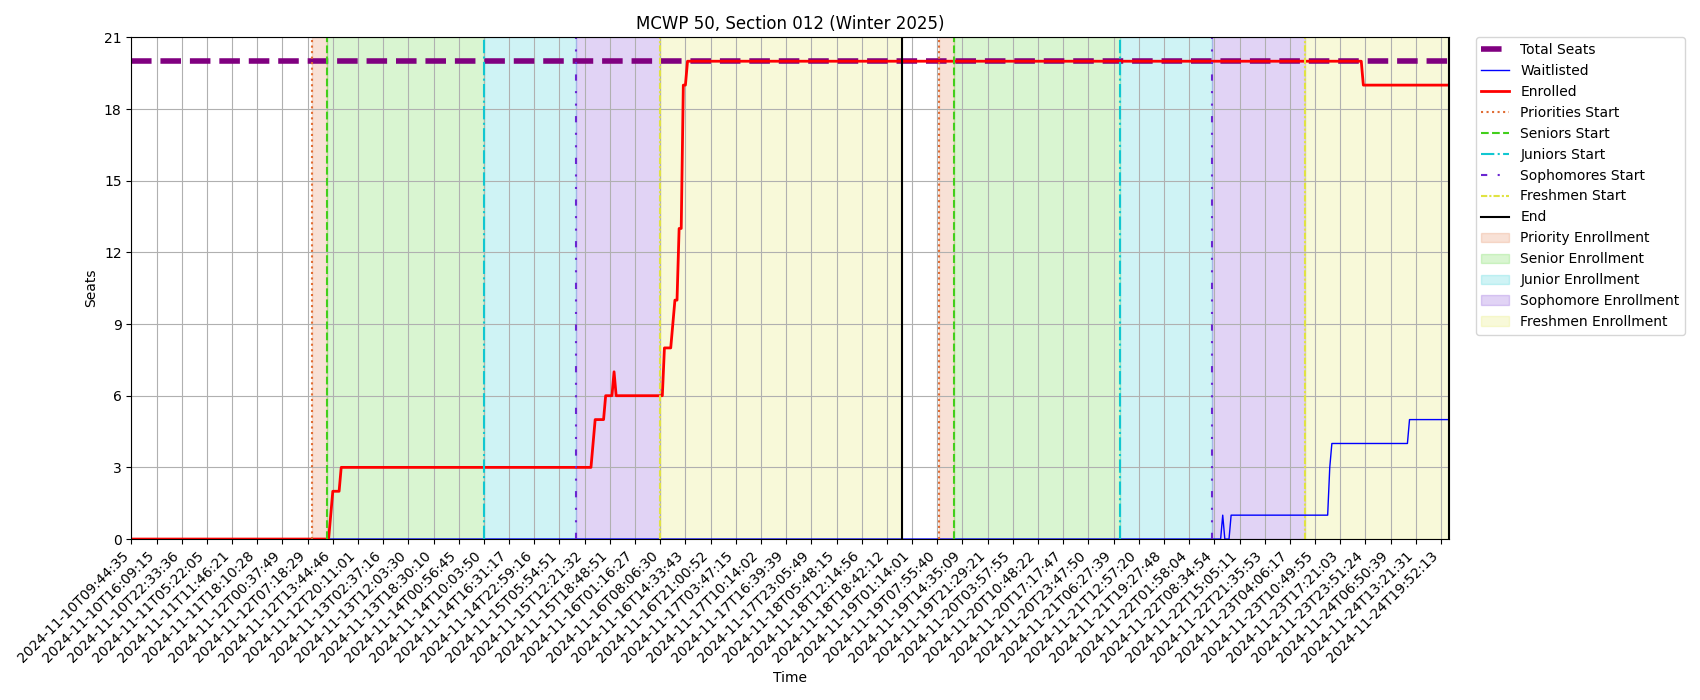 MCWP 50, Section 012 (Winter 2025)
21
18
15
12
9
6
3
0
Seats
2024-11-10T09:44:35
2024-11-10T16:09:15
2024-11-10T22:33:36
2024-11-11T05:22:05
2024-11-11T11:46:21
2024-11-11T18:10:28
2024-11-12T00:37:49
2024-11-12T07:18:29
2024-11-12T13:44:46
2024-11-12T20:11:01
2024-11-13T02:37:16
2024-11-13T12:03:30
2024-11-13T18:30:10
2024-11-14T00:56:45
2024-11-14T10:03:50
2024-11-14T16:31:17
2024-11-14T22:59:16
2024-11-15T05:54:51
2024-11-15T12:21:32
2024-11-15T18:48:51
2024-11-16T01:16:27
2024-11-16T08:06:30
2024-11-16T14:33:43
2024-11-16T21:00:52
2024-11-17T03:47:15
2024-11-17T10:14:02
2024-11-17T16:39:39
2024-11-17T23:05:49
2024-11-18T05:48:15
2024-11-18T12:14:56
2024-11-18T18:42:12
2024-11-19T01:14:01
2024-11-19T07:55:40
2024-11-19T14:35:09
2024-11-19T21:29:21
2024-11-20T03:57:55
2024-11-20T10:48:22
2024-11-20T17:17:47
2024-11-20T23:47:50
2024-11-21T06:27:39
2024-11-21T12:57:20
2024-11-21T19:27:48
2024-11-22T01:58:04
2024-11-22T08:34:54
2024-11-22T15:05:11
2024-11-22T21:35:53
2024-11-23T04:06:17
2024-11-23T10:49:55
2024-11-23T17:21:03
2024-11-23T23:51:24
2024-11-24T06:50:39
2024-11-24T13:21:31
2024-11-24T19:52:13
Time
Total Seats
Waitlisted
Enrolled
Priorities Start
Seniors Start
Juniors Start
Sophomores Start
Freshmen Start
End
Priority Enrollment
Senior Enrollment
Junior Enrollment
Sophomore Enrollment
Freshmen Enrollment